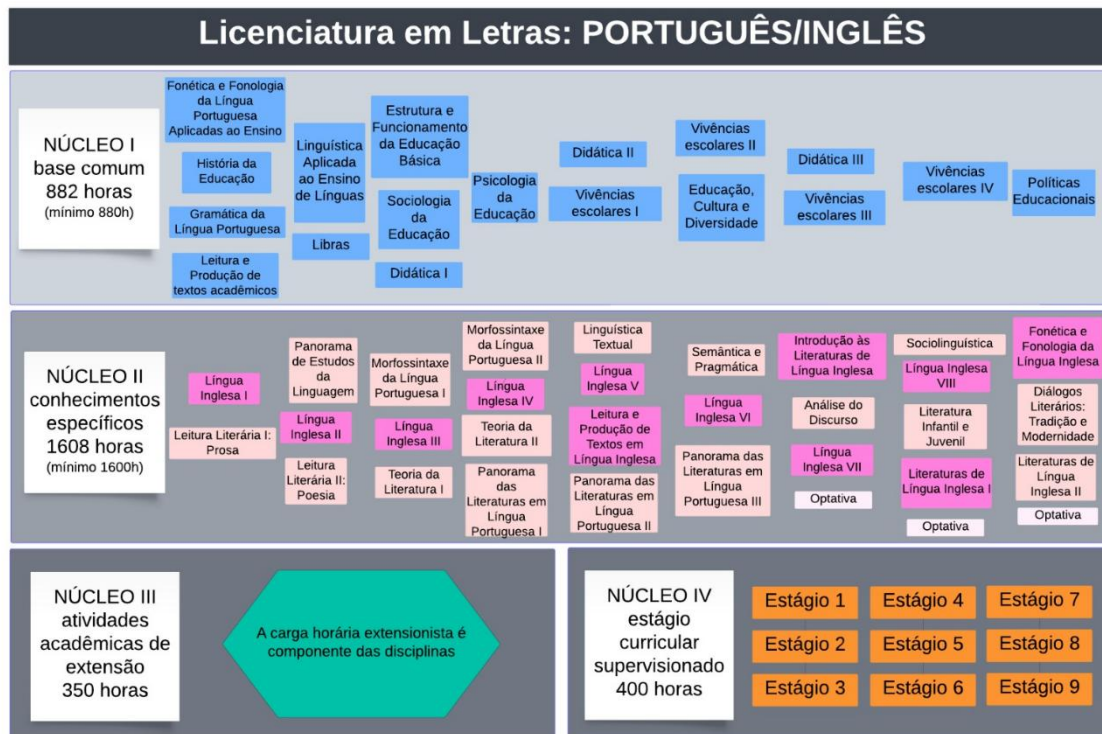 Licenciatura em Letras: PORTUGUÊS/INGLÊS
NÚCLEO I
base comum
882 horas
(mínimo 880h)
Fonética e Fonologia
da Língua
Portuguesa
Aplicadas ao Ensino
História da
Educação
Gramática da
Língua Portuguesa
Leitura e
Produção de
textos acadêmicos
Linguística
Aplicada
ao Ensino
de Línguas
Libras
Estrutura e
Funcionamento
da Educação
Básica
Sociologia
da
Educação
Didática I
Psicologia
da
Educação
Didática II
Vivências
escolares I
Vivências
escolares II
Educação,
Cultura e
Diversidade
Didática III
Vivências
escolares III
Vivências
escolares IV
Políticas
Educacionais
NÚCLEO II
conhecimentos
específicos
1608 horas
(mínimo 1600h)
Língua
Inglesa I
Leitura Literária I:
Prosa
Panorama
de Estudos
da
Linguagem
Língua
Inglesa II
Leitura
Literária II:
Poesia
Morfossintaxe
da Língua
Portuguesa I
Língua
Inglesa III
Teoria da
Literatura I
Morfossintaxe
da Língua
Portuguesa II
Língua
Inglesa IV
Teoria da
Literatura II
Panorama
das
Literaturas
em Língua
Portuguesa I
Linguística
Textual
Língua
Inglesa V
Leitura e
Produção de
Textos em
Língua Inglesa
Panorama das
Literaturas em
Língua
Portuguesa II
Semântica e
Pragmática
Língua
Inglesa VI
Panorama das
Literaturas em
Língua
Portuguesa III
Introdução às
Literaturas de
Língua Inglesa
Análise do
Discurso
Língua
Inglesa VII
Optativa
Sociolinguística
Língua Inglesa
VIII
Literatura
Infantil e
Juvenil
Literaturas de
Língua Inglesa I
Optativa
Fonética e
Fonologia da
Língua Inglesa
Diálogos
Literários:
Tradição e
Modernidade
Literaturas de
Língua Inglesa
II
Optativa
NÚCLEO III
atividades
acadêmicas de
extensão
350 horas
A carga horária extensionista é
componente das disciplinas
NÚCLEO IV
estágio
curricular
supervisionado
400 horas
Estágio 1
Estágio 2
Estágio 3
Estágio 4
Estágio 5
Estágio 6
Estágio 7
Estágio 8
Estágio 9